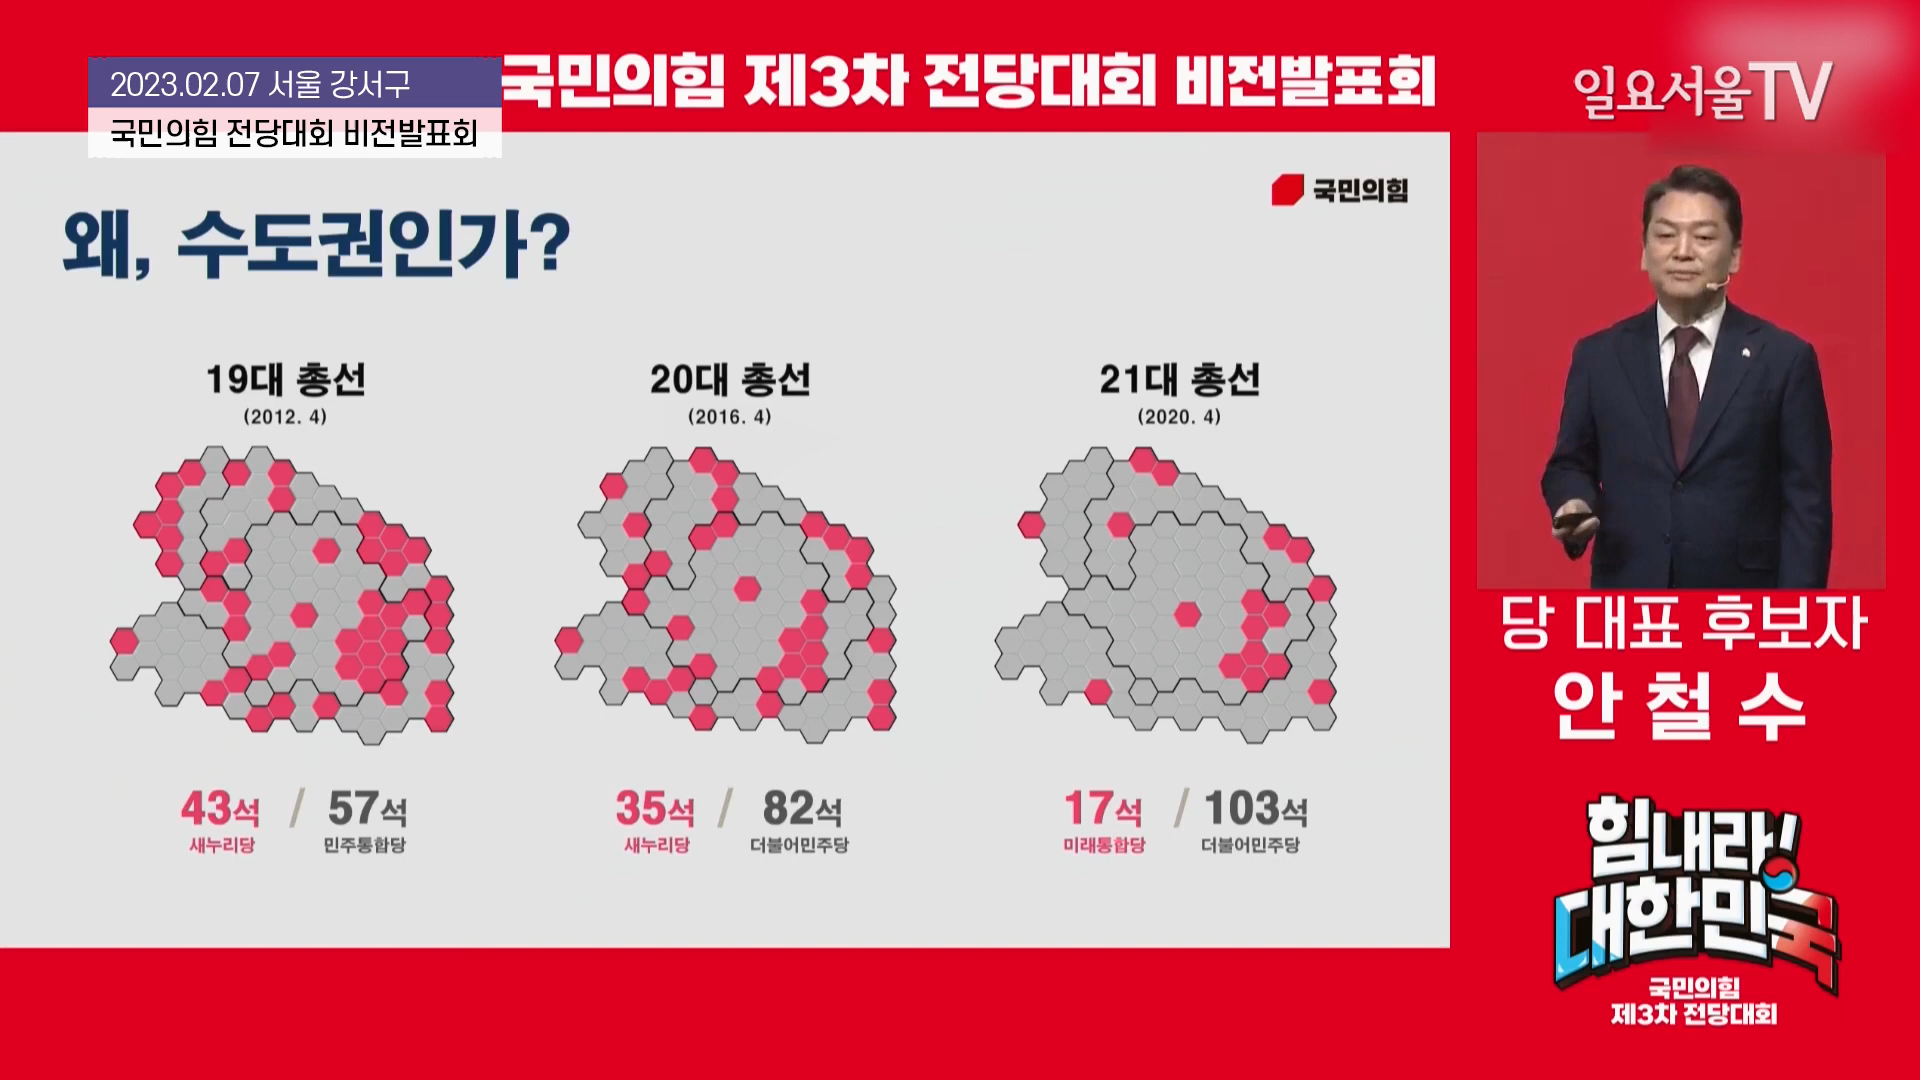 국민의힘 제3차 전당대회 비전발표회
2023.02.07 서울 강서구
국민의힘 전당대회 비전발표회
일요서울TV
국민의힘
왜, 수도권인가?
19대 총선
(2012. 4)
43석 / 57석
새누리당 민주통합당
20대 총선
(2016. 4)
35석 / 82석
새누리당 더불어민주당
21대 총선
(2020. 4)
17석 / 103석
미래통합당 더불어민주당
당 대표 후보자
안철수
힘내라!
대한민국
국민의힘
제3차 전당대회